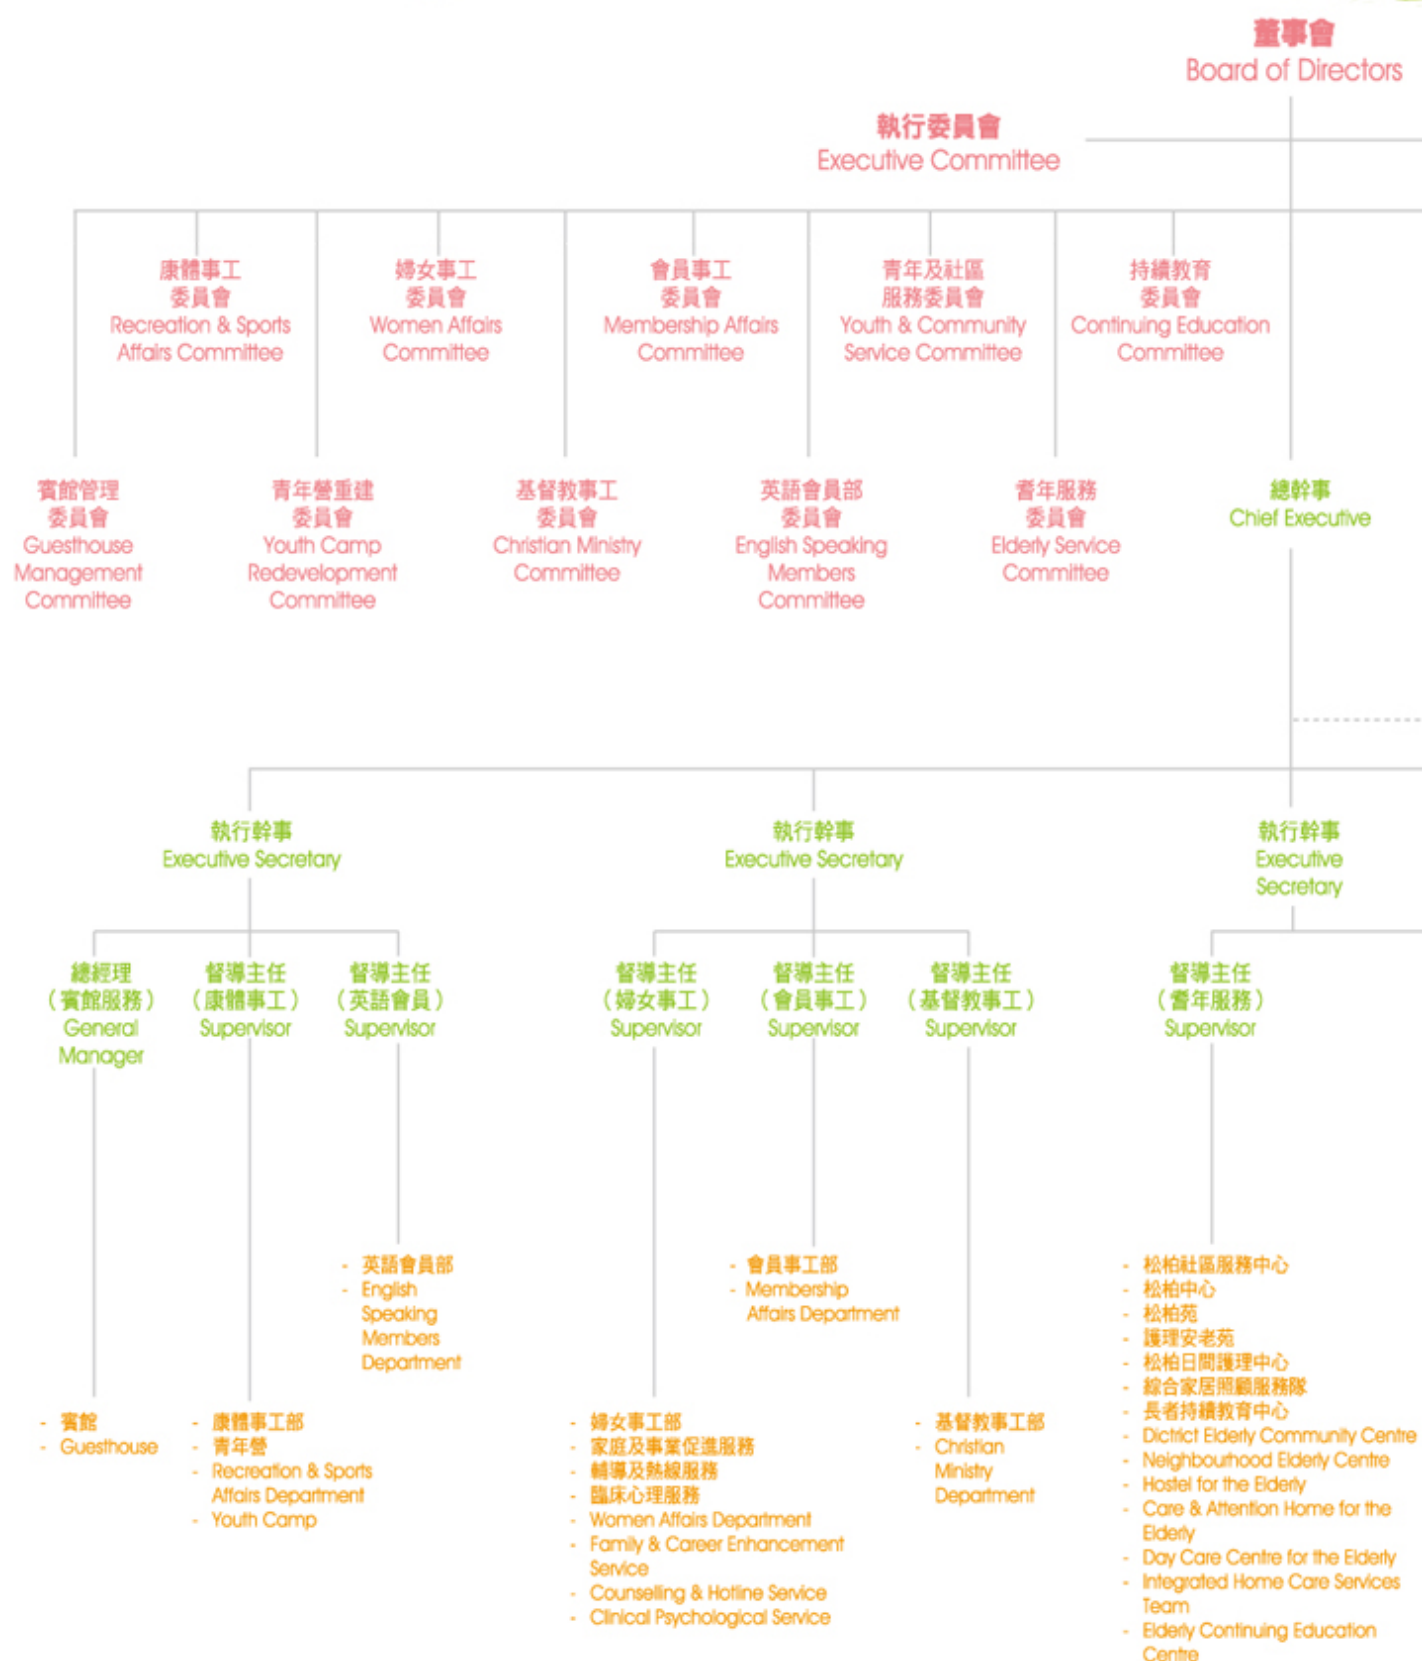 董事會
Board of Directors
執行委員會
Executive Committee
康體事工
委員會
Recreation & Sports
Affairs Committee
婦女事工
委員會
Women Affairs
Committee
會員事工
委員會
Membership Affairs
Committee
青年及社區
服務委員會
Youth & Community
Service Committee
持續教育
委員會
Continuing Education
Committee
賓館管理
委員會
Guesthouse
Management
Committee
青年營重建
委員會
Youth Camp
Redevelopment
Committee
基督教事工
委員會
Christian Ministry
Committee
英語會員部
委員會
English Speaking
Members
Committee
耆年服務
委員會
Elderly Service
Committee
總幹事
Chief Executive
執行幹事
Executive Secretary
執行幹事
Executive Secretary
執行幹事
Executive
Secretary
總經理
（賓館服務）
General
Manager
督導主任
（康體事工）
Supervisor
督導主任
（英語會員）
Supervisor
督導主任
（婦女事工）
Supervisor
督導主任
（會員事工）
Supervisor
督導主任
（基督教事工）
Supervisor
督導主任
（耆年服務）
Supervisor
- 賓館
- Guesthouse
- 康體事工部
- 青年營
- Recreation & Sports
Affairs Department
- Youth Camp
- 英語會員部
- English
Speaking
Members
Department
- 婦女事工部
- 家庭及事業促進服務
- 輔導及熱線服務
- 臨床心理服務
- Women Affairs Department
- Family & Career Enhancement
Service
- Counselling & Hotline Service
- Clinical Psychological Service
- 會員事工部
- Membership
Affairs Department
- 基督教事工部
- Christian
Ministry
Department
- 松柏社區服務中心
- 松柏中心
- 松柏苑
- 護理安老苑
- 松柏日間護理中心
- 綜合家居照顧服務隊
- 長者持續教育中心
- Dictrict Elderly Community Centre
- Neighbourhood Elderly Centre
- Hostel for the Elderly
- Care & Attention Home for the
Elderly
- Day Care Centre for the Elderly
- Integrated Home Care Services
Team
- Elderly Continuing Education
Centre